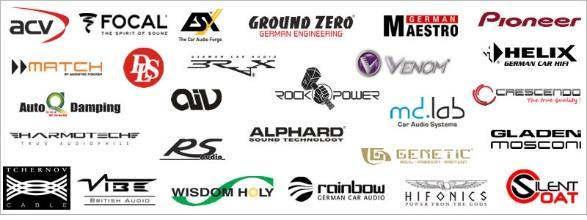 acv
FOCAL
THE SPIRIT OF SOUND
ESX
The Car Audio Forge
GROUND ZERO
GERMAN ENGINEERING
GERMAN
MAESTRO
Pioneer
MATCH
BY AUDIOTEC FISCHER
DLS
GERMAN CAR AUDIO
BRAX
VENOM
HELIX
GERMAN CAR HIFI
Auto Q Damping
AIV
ROCK POWER
md.lab
Car Audio Systems
CRESCENDO
The true Quality!
HARMOTECH
TRUE AUDIOPHILE
RS
audio
ALPHARD
SOUND TECHNOLOGY
GENETIC
GLADEN
MOSCONI
TCHERNOV
CABLE
VIBE
British Audio
WISDOM HOLY
rainbow
GERMAN CAR AUDIO
HIFONICS
POWER FROM THE GODS
SILENT
COAT